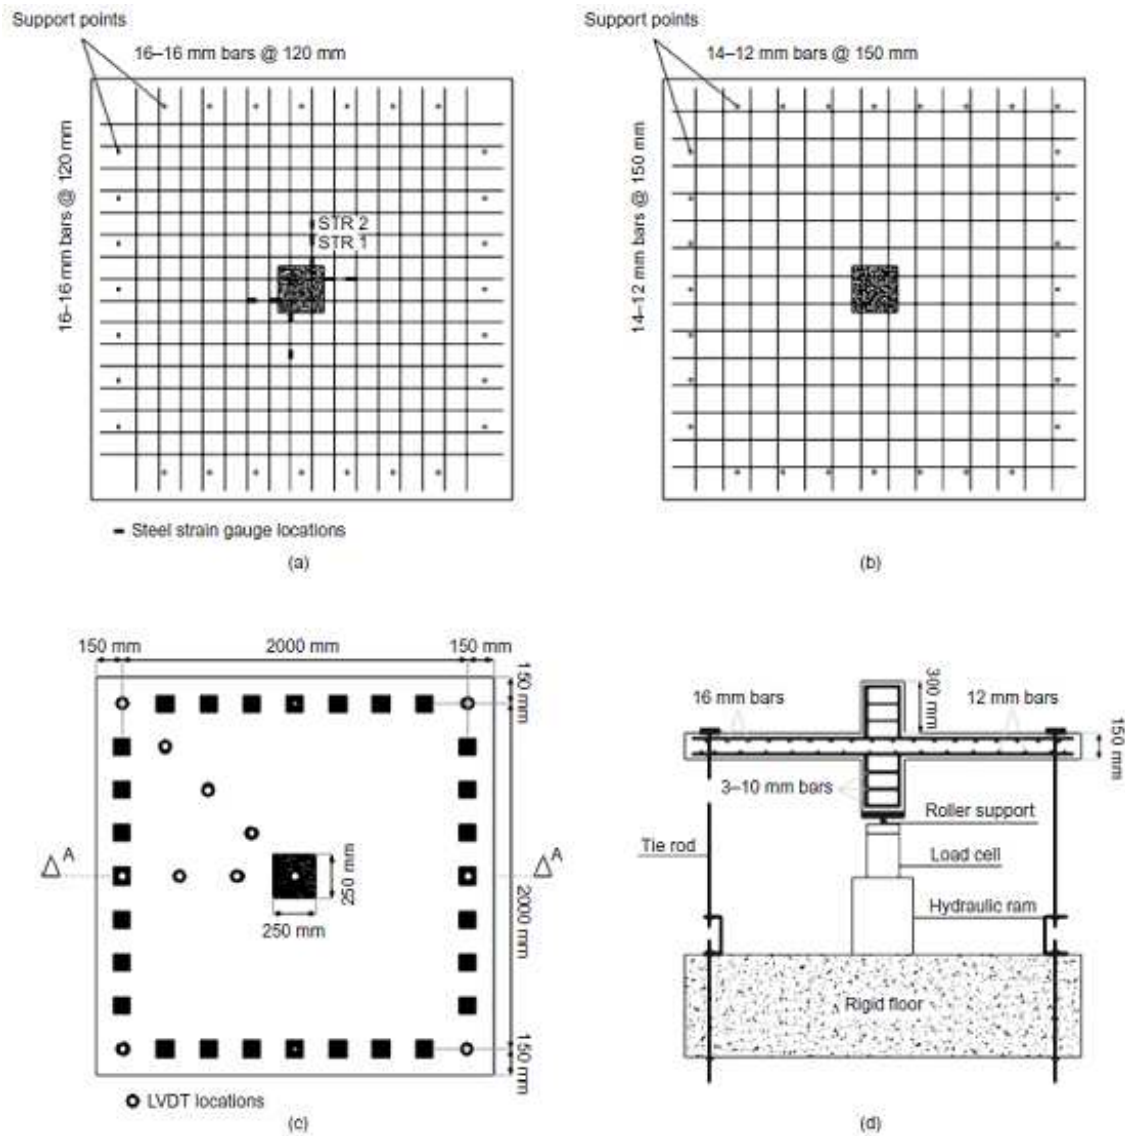 Support points
16–16 mm bars @ 120 mm
16–16 mm bars @ 120 mm
STR 2
STR 1
Steel strain gauge locations
(a)
Support points
14–12 mm bars @ 150 mm
14–12 mm bars @ 150 mm
(b)
150 mm
2000 mm
150 mm
150 mm
A
A
250 mm
250 mm
2000 mm
150 mm
LVDT locations
(c)
16 mm bars
300 mm
12 mm bars
150 mm
3–10 mm bars
Roller support
Tie rod
Load cell
Hydraulic ram
Rigid floor
(d)